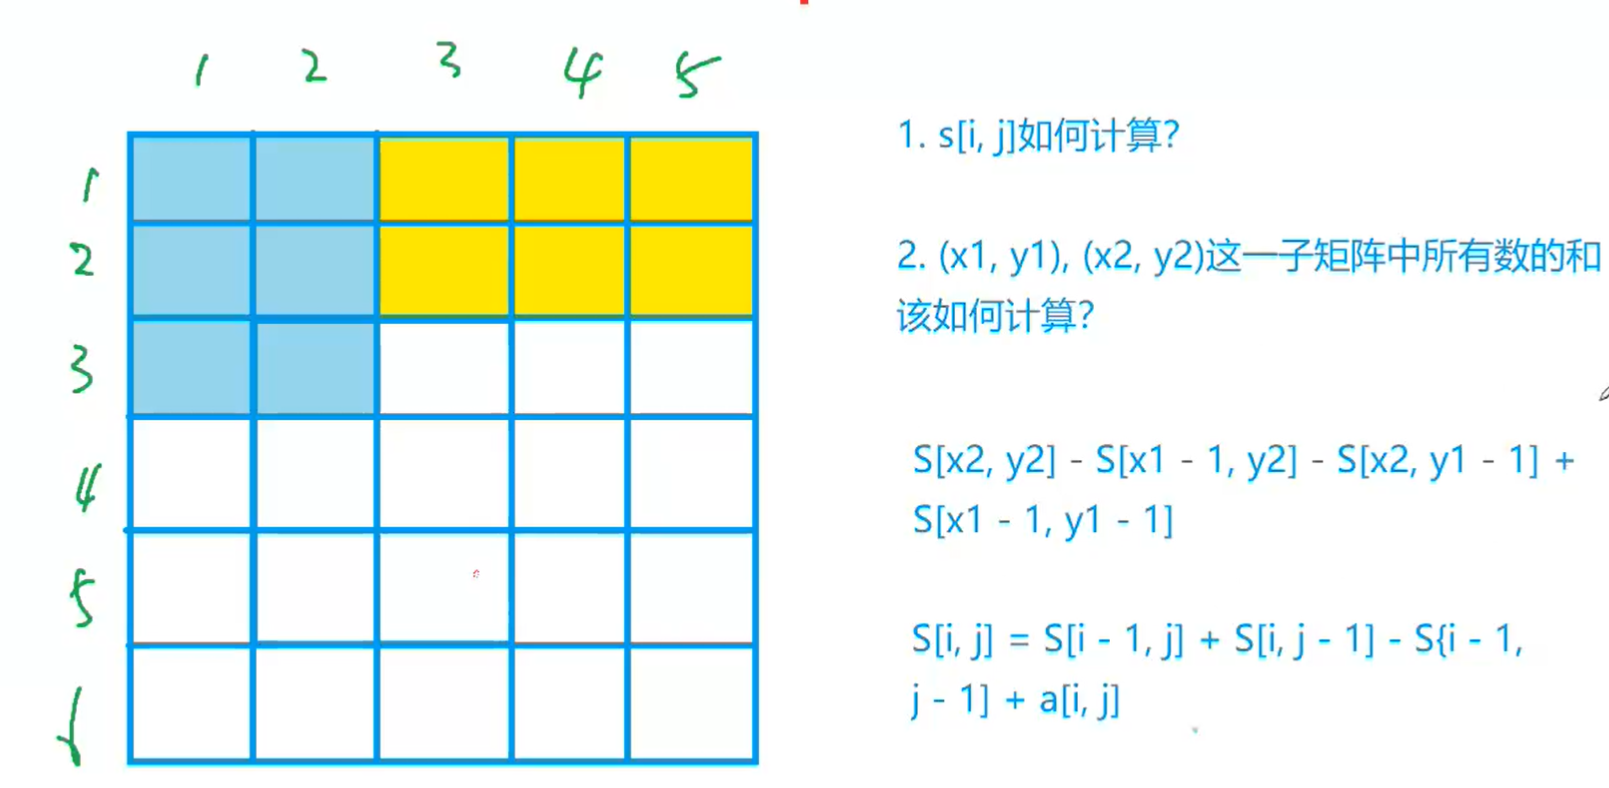 1 2 3 4 5
1
2
3
4
5
6
1. s[i, j]如何计算?
2. (x1, y1), (x2, y2)这一子矩阵中所有数的和
该如何计算?
S[x2, y2] - S[x1 - 1, y2] - S[x2, y1 - 1] +
S[x1 - 1, y1 - 1]
S[i, j] = S[i - 1, j] + S[i, j - 1] - S{i - 1,
j - 1] + a[i, j]